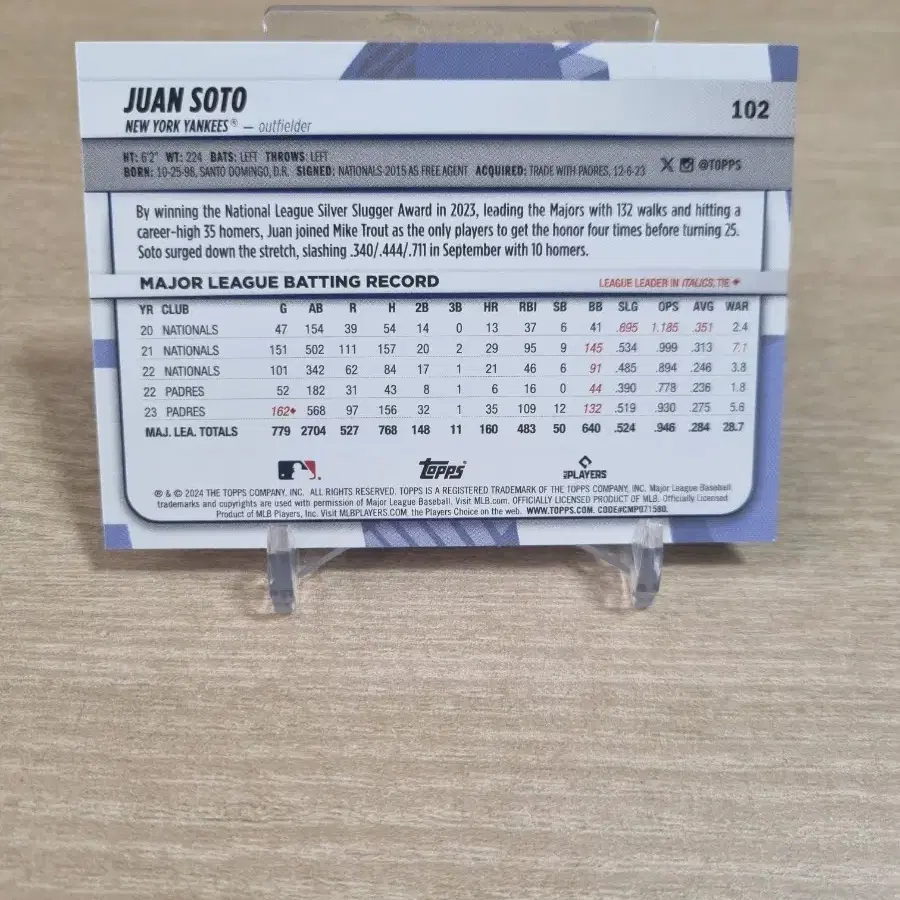 JUAN SOTO
102
NEW YORK YANKEES® — outfielder
HT: 6'2" WT: 224 BATS: LEFT THROWS: LEFT
BORN: 10-25-98, SANTO DOMINGO, D.R. SIGNED: NATIONALS-2015 AS FREE AGENT ACQUIRED: TRADE WITH PADRES, 12-6-23
X @TOPPS
By winning the National League Silver Slugger Award in 2023, leading the Majors with 132 walks and hitting a
career-high 35 homers, Juan joined Mike Trout as the only players to get the honor four times before turning 25.
Soto surged down the stretch, slashing .340/.444/.711 in September with 10 homers.
MAJOR LEAGUE BATTING RECORD LEAGUE LEADER IN ITALICS, TIE ♦
YR CLUB G AB R H 2B 3B HR RBI SB BB SLG OPS AVG WAR
20 NATIONALS 47 154 39 54 14 0 13 37 6 41 .695 1.185 .351 2.4
21 NATIONALS 151 502 111 157 20 2 29 95 9 145 .534 .999 .313 7.1
22 NATIONALS 101 342 62 84 17 1 21 46 6 91 .485 .894 .246 3.8
22 PADRES 52 182 31 43 8 1 6 16 0 44 .390 .778 .236 1.8
23 PADRES 162♦ 568 97 156 32 1 35 109 12 132 .519 .930 .275 5.6
MAJ. LEA. TOTALS 779 2704 527 768 148 11 160 483 50 640 .524 .946 .284 28.7
Topps
PLAYERS
® & © 2024 THE TOPPS COMPANY, INC. ALL RIGHTS RESERVED. TOPPS IS A REGISTERED TRADEMARK OF THE TOPPS COMPANY, INC. Major League Baseball
trademarks and copyrights are used with permission of Major League Baseball. Visit MLB.com. OFFICIALLY LICENSED PRODUCT OF MLB. Officially Licensed
Product of MLB Players, Inc. Visit MLBPLAYERS.COM, the Players Choice on the web. WWW.TOPPS.COM. CODE#CMP071580.